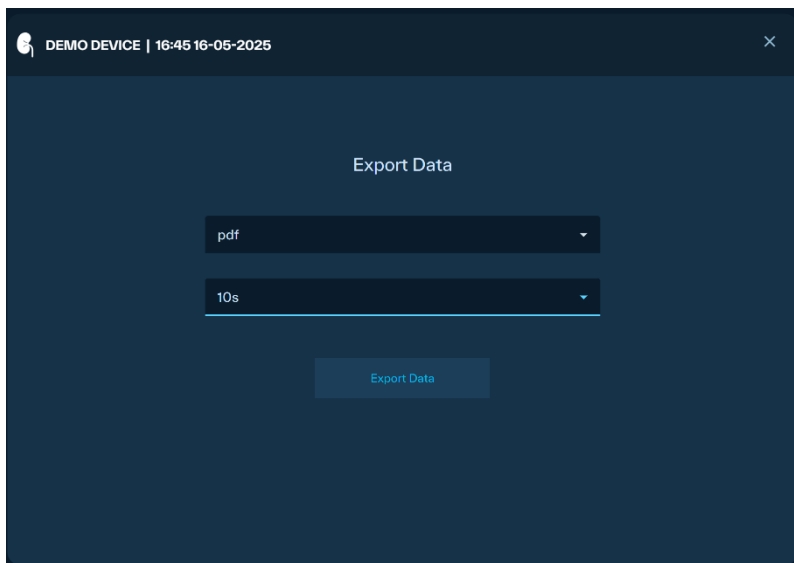 DEMO DEVICE | 16:45 16-05-2025
Export Data
pdf
10s
Export Data